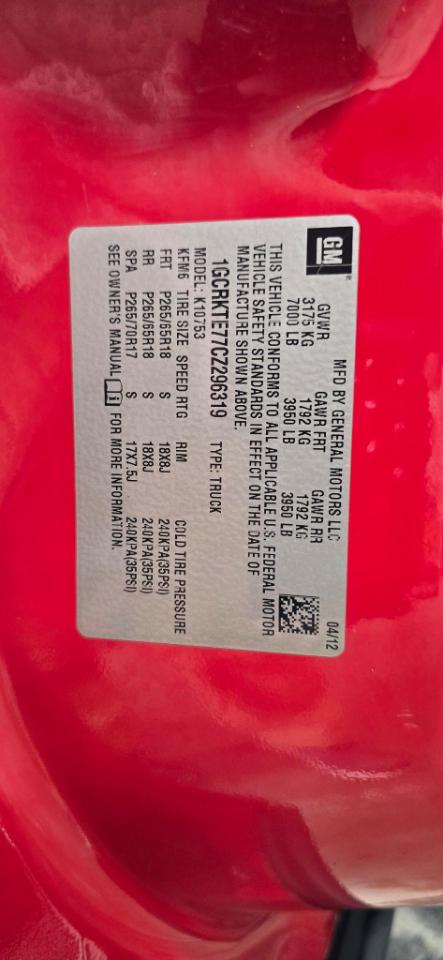 GM®
MFD BY GENERAL MOTORS LLC 04/12
GVWR GAWR FRT GAWR RR
3175 KG 1792 KG 1792 KG
7000 LB 3950 LB 3950 LB
THIS VEHICLE CONFORMS TO ALL APPLICABLE U.S. FEDERAL MOTOR
VEHICLE SAFETY STANDARDS IN EFFECT ON THE DATE OF
MANUFACTURE SHOWN ABOVE.
1GCRKTE77CZ296319 TYPE: TRUCK
MODEL: K10753
KFM6 TIRE SIZE SPEED RTG RIM COLD TIRE PRESSURE
FRT P265/65R18 S 18X8J 240KPA(35PSI)
RR P265/65R18 S 18X8J 240KPA(35PSI)
SPA P265/70R17 S 17X7.5J 240KPA(35PSI)
SEE OWNER'S MANUAL i FOR MORE INFORMATION.